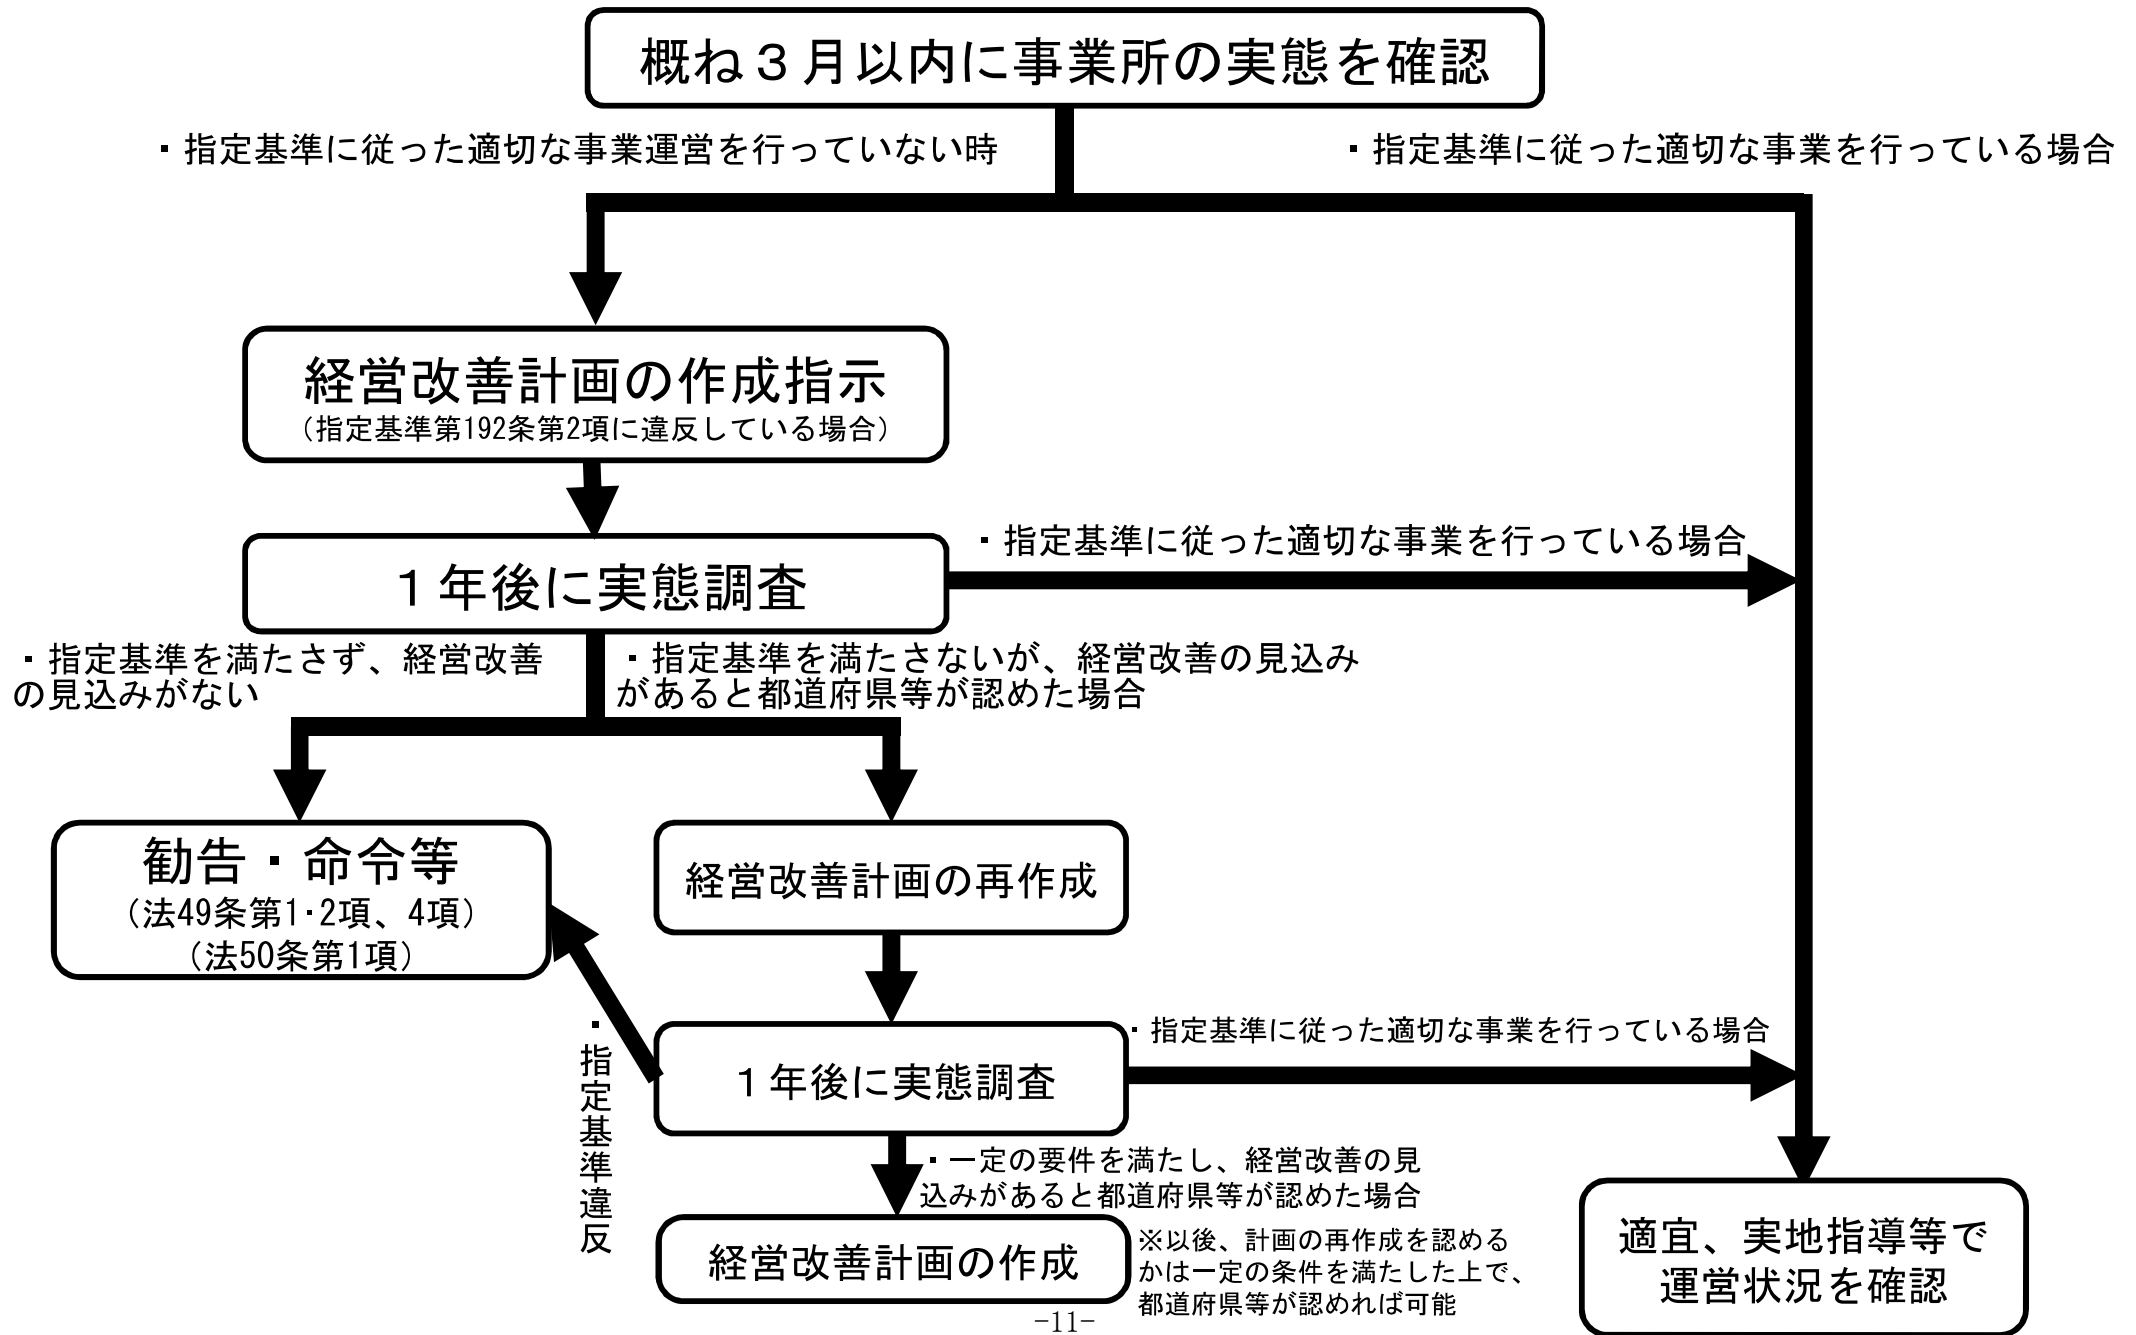 概ね３月以内に事業所の実態を確認
・指定基準に従った適切な事業運営を行っていない時
・指定基準に従った適切な事業を行っている場合
経営改善計画の作成指示
（指定基準第192条第2項に違反している場合）
１年後に実態調査
・指定基準に従った適切な事業を行っている場合
・指定基準を満たさず、経営改善
の見込みがない
・指定基準を満たさないが、経営改善の見込み
があると都道府県等が認めた場合
勧告・命令等
（法49条第1･2項、4項）
（法50条第1項）
経営改善計画の再作成
・指定基準違反
１年後に実態調査
・指定基準に従った適切な事業を行っている場合
・一定の要件を満たし、経営改善の見
込みがあると都道府県等が認めた場合
経営改善計画の作成
※以後、計画の再作成を認める
かは一定の条件を満たした上で、
都道府県等が認めれば可能
適宜、実地指導等で
運営状況を確認
-11-